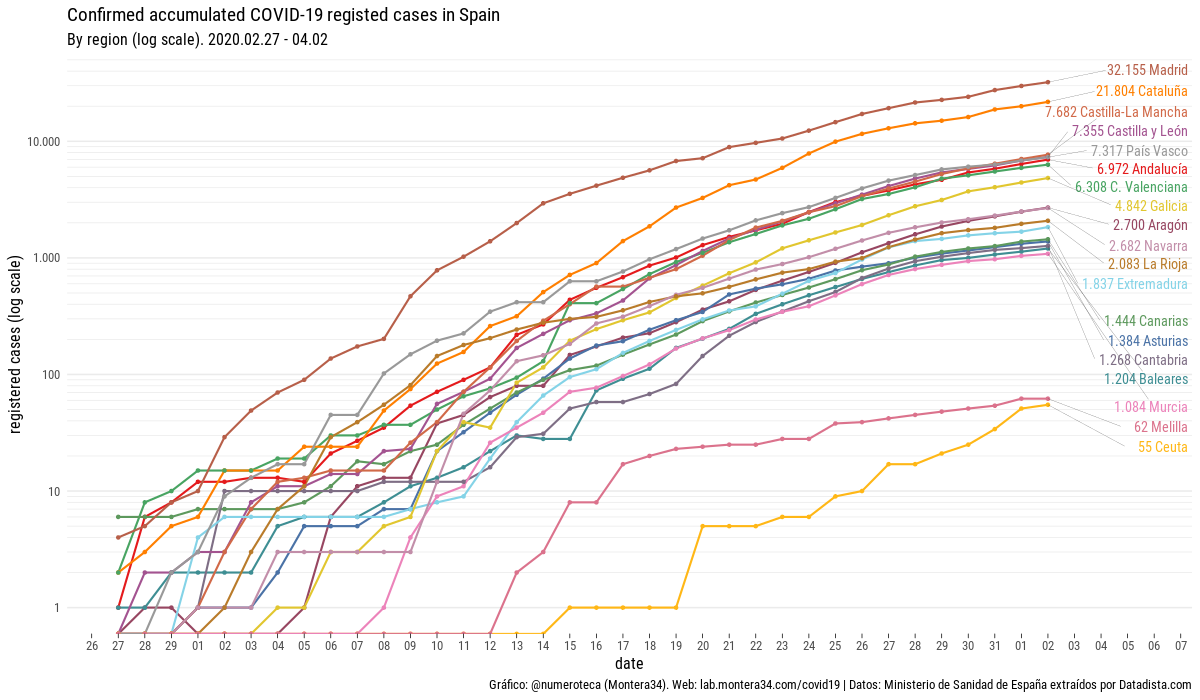 Confirmed accumulated COVID-19 registed cases in Spain
By region (log scale). 2020.02.27 - 04.02
registered cases (log scale)
10.000
1.000
100
10
1
32.155 Madrid
21.804 Cataluña
7.682 Castilla-La Mancha
7.355 Castilla y León
7.317 País Vasco
6.972 Andalucía
6.308 C. Valenciana
4.842 Galicia
2.700 Aragón
2.682 Navarra
2.083 La Rioja
1.837 Extremadura
1.444 Canarias
1.384 Asturias
1.268 Cantabria
1.204 Baleares
1.084 Murcia
62 Melilla
55 Ceuta
26 27 28 29 01 02 03 04 05 06 07 08 09 10 11 12 13 14 15 16 17 18 19 20 21 22 23 24 25 26 27 28 29 30 31 01 02 03 04 05 06 07
date
Gráfico: @numeroteca (Montera34). Web: lab.montera34.com/covid19 | Datos: Ministerio de Sanidad de España extraídos por Datadista.com